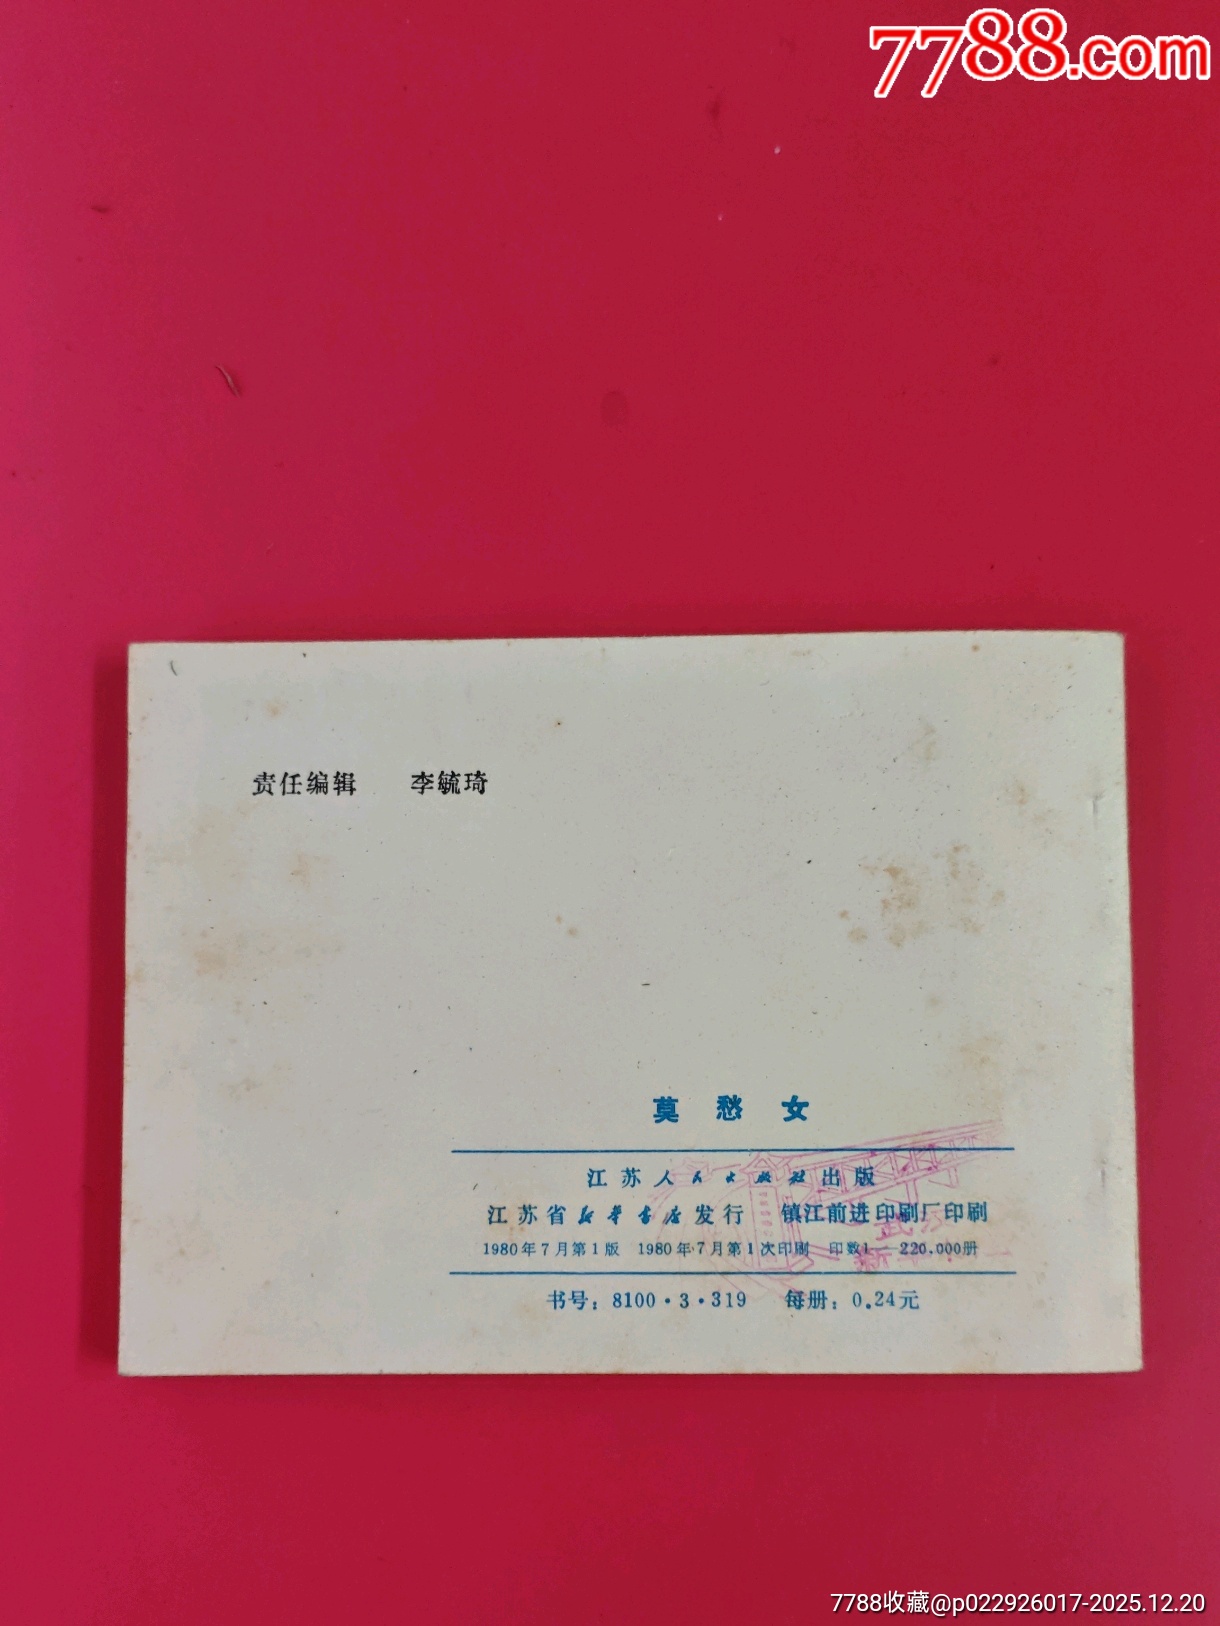 7788.com
责任编辑 李毓琦
莫愁女
江苏人民出版社出版
江苏省新华书店发行 镇江前进印刷厂印刷
1980年7月第1版 1980年7月第1次印刷 印数1—220,000册
书号：8100·3·319 每册：0.24元
武汉
新华
7788收藏@p022926017-2025.12.20